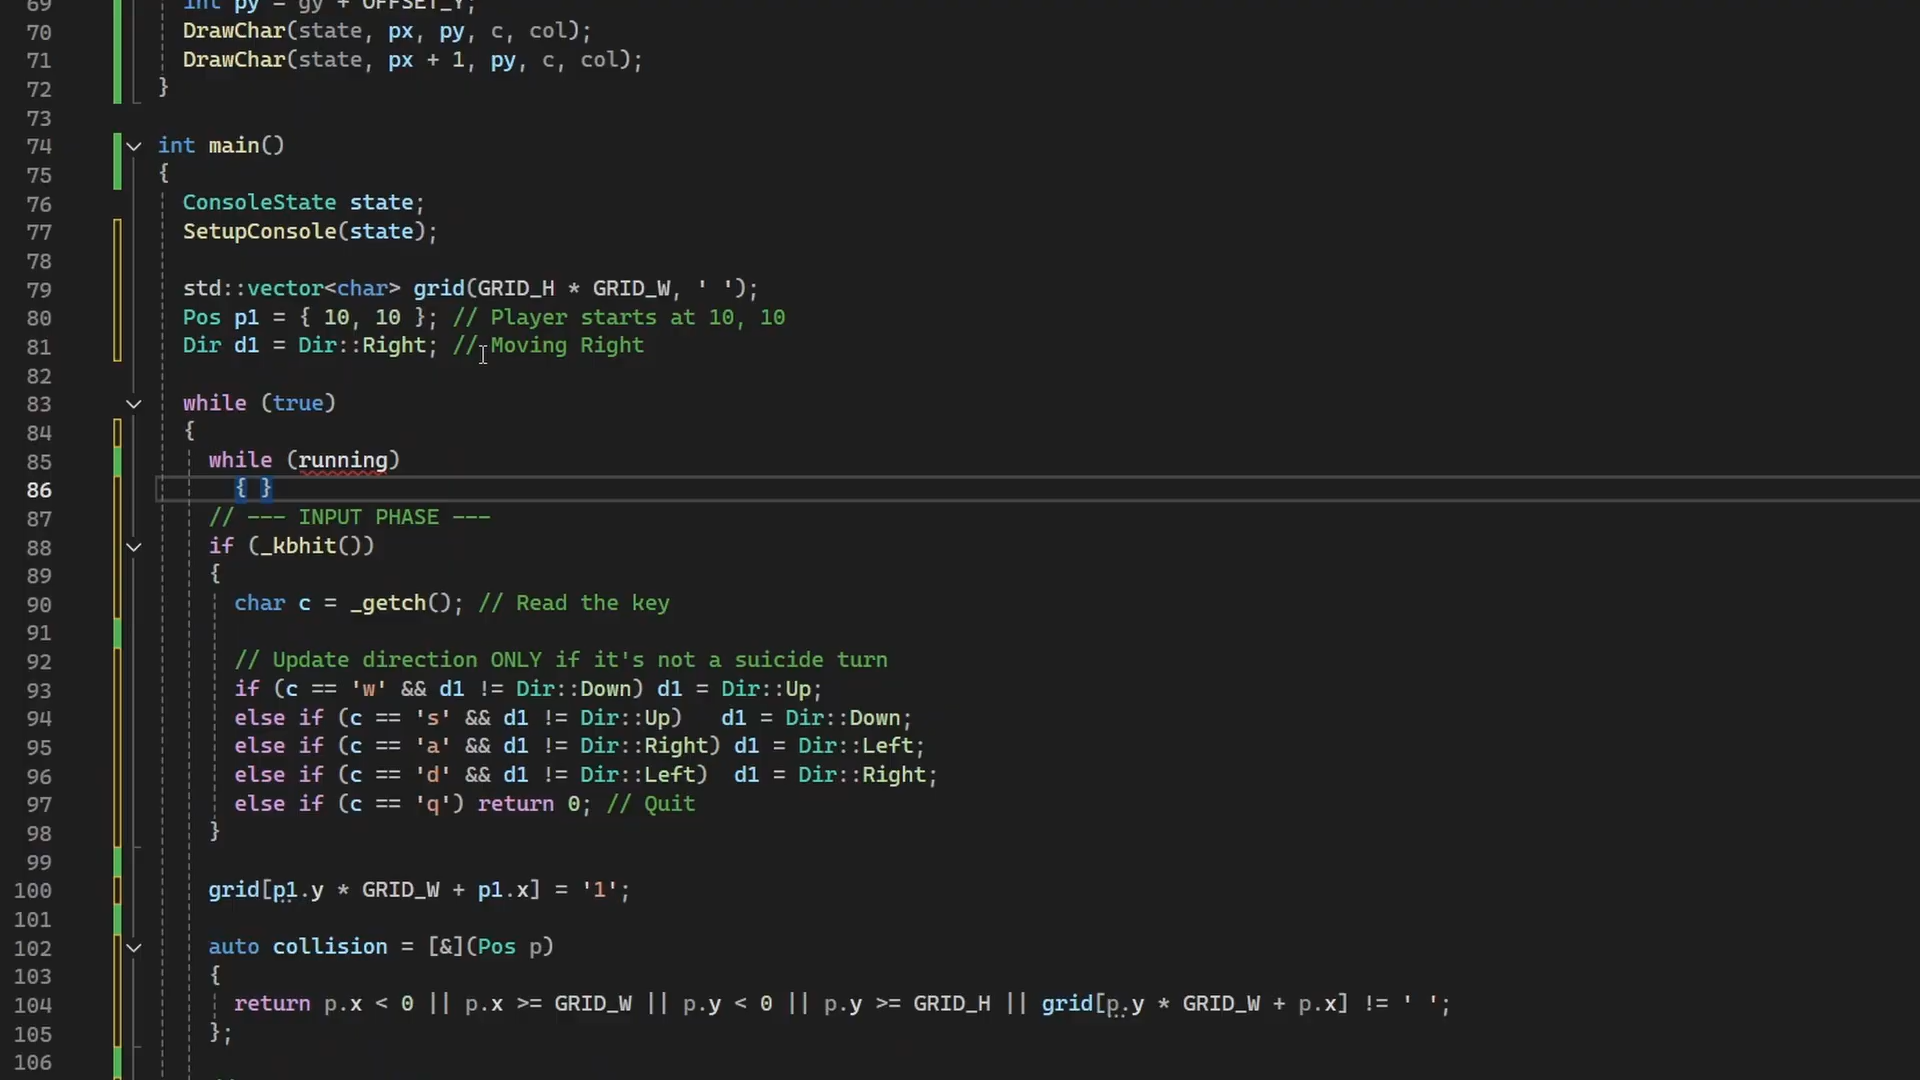 69 int py = gy + OFFSET_Y;
70 DrawChar(state, px, py, c, col);
71 DrawChar(state, px + 1, py, c, col);
72 }
73
74 int main()
75 {
76 ConsoleState state;
77 SetupConsole(state);
78
79 std::vector<char> grid(GRID_H * GRID_W, ' ');
80 Pos p1 = { 10, 10 }; // Player starts at 10, 10
81 Dir d1 = Dir::Right; // Moving Right
82
83 while (true)
84 {
85 while (running)
86 { }
87 // --- INPUT PHASE ---
88 if (_kbhit())
89 {
90 char c = _getch(); // Read the key
91
92 // Update direction ONLY if it's not a suicide turn
93 if (c == 'w' && d1 != Dir::Down) d1 = Dir::Up;
94 else if (c == 's' && d1 != Dir::Up)   d1 = Dir::Down;
95 else if (c == 'a' && d1 != Dir::Right) d1 = Dir::Left;
96 else if (c == 'd' && d1 != Dir::Left)  d1 = Dir::Right;
97 else if (c == 'q') return 0; // Quit
98 }
99
100 grid[p1.y * GRID_W + p1.x] = '1';
101
102 auto collision = [&](Pos p)
103 {
104 return p.x < 0 || p.x >= GRID_W || p.y < 0 || p.y >= GRID_H || grid[p.y * GRID_W + p.x] != ' ';
105 };
106